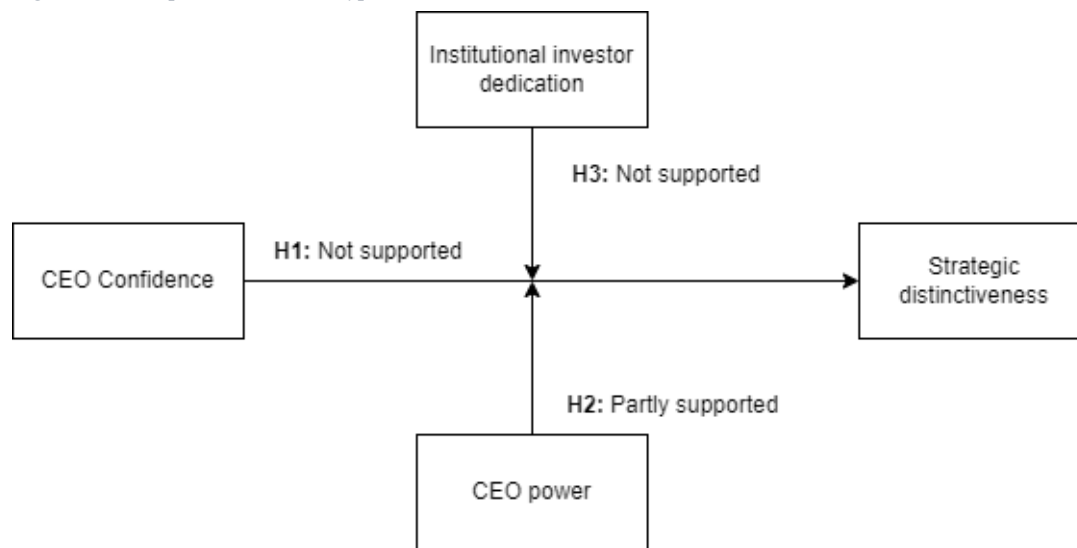 Institutional investor
dedication
H3: Not supported
H1: Not supported
CEO Confidence
Strategic
distinctiveness
H2: Partly supported
CEO power